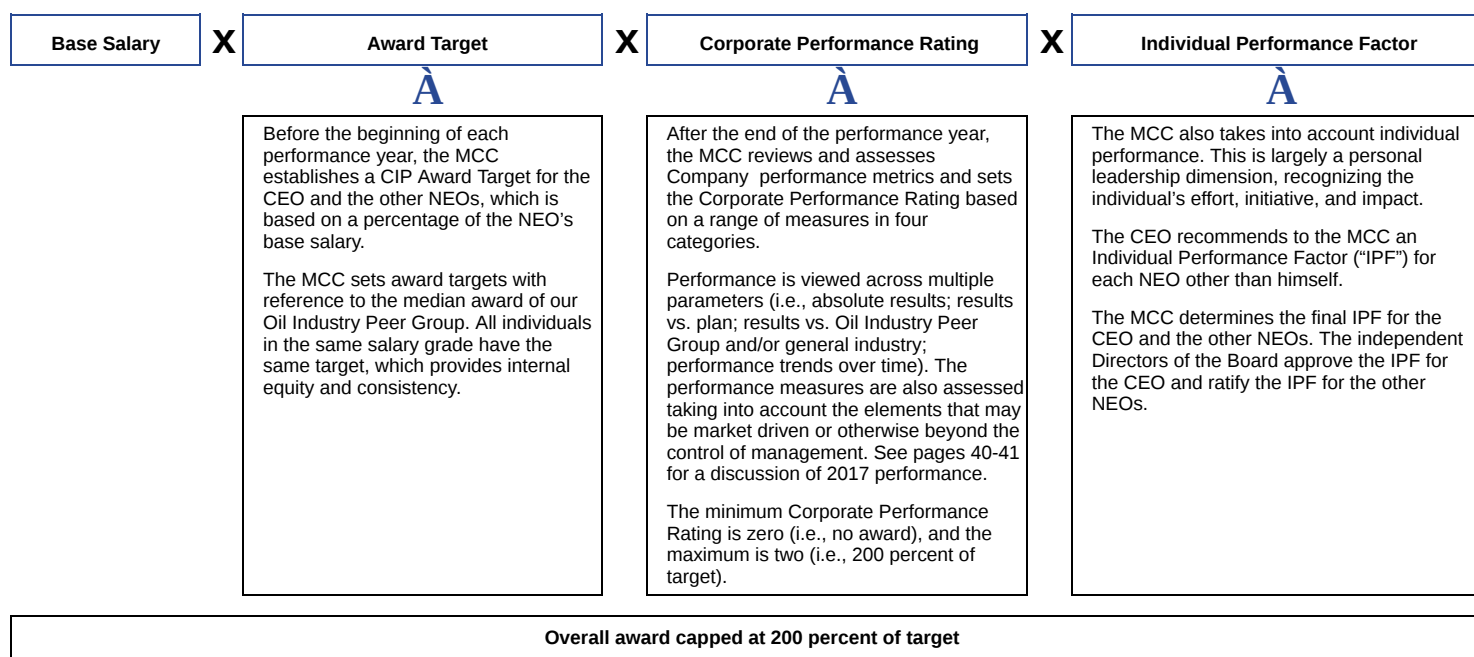 Base Salary X Award Target X Corporate Performance Rating X Individual Performance Factor
À À À
Before the beginning of each
performance year, the MCC
establishes a CIP Award Target for the
CEO and the other NEOs, which is
based on a percentage of the NEO’s
base salary.
The MCC sets award targets with
reference to the median award of our
Oil Industry Peer Group. All individuals
in the same salary grade have the
same target, which provides internal
equity and consistency.
After the end of the performance year,
the MCC reviews and assesses
Company performance metrics and sets
the Corporate Performance Rating based
on a range of measures in four
categories.
Performance is viewed across multiple
parameters (i.e., absolute results; results
vs. plan; results vs. Oil Industry Peer
Group and/or general industry;
performance trends over time). The
performance measures are also assessed
taking into account the elements that may
be market driven or otherwise beyond the
control of management. See pages 40-41
for a discussion of 2017 performance.
The minimum Corporate Performance
Rating is zero (i.e., no award), and the
maximum is two (i.e., 200 percent of
target).
The MCC also takes into account individual
performance. This is largely a personal
leadership dimension, recognizing the
individual’s effort, initiative, and impact.
The CEO recommends to the MCC an
Individual Performance Factor (“IPF”) for
each NEO other than himself.
The MCC determines the final IPF for the
CEO and the other NEOs. The independent
Directors of the Board approve the IPF for
the CEO and ratify the IPF for the other
NEOs.
Overall award capped at 200 percent of target